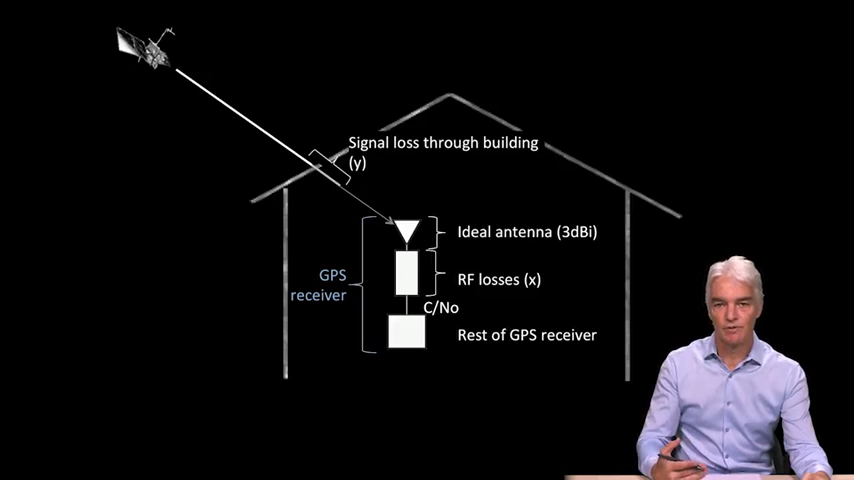 Signal loss through building
(y)
Ideal antenna (3dBi)
GPS
receiver
RF losses (x)
C/No
Rest of GPS receiver